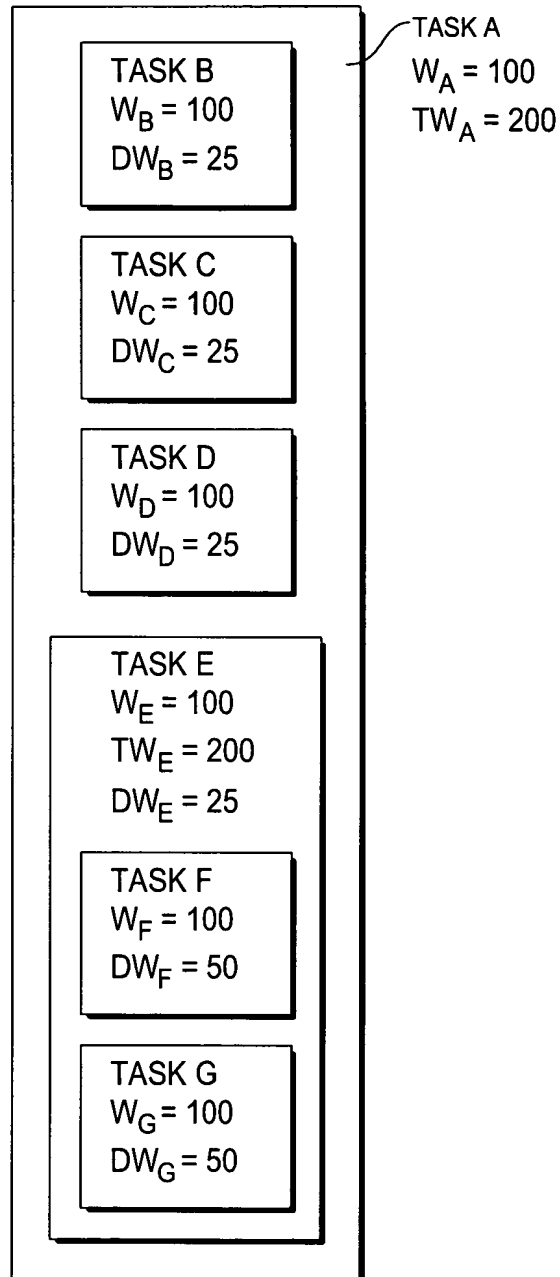 TASK A
W_A = 100
TW_A = 200
TASK B
W_B = 100
DW_B = 25
TASK C
W_C = 100
DW_C = 25
TASK D
W_D = 100
DW_D = 25
TASK E
W_E = 100
TW_E = 200
DW_E = 25
TASK F
W_F = 100
DW_F = 50
TASK G
W_G = 100
DW_G = 50